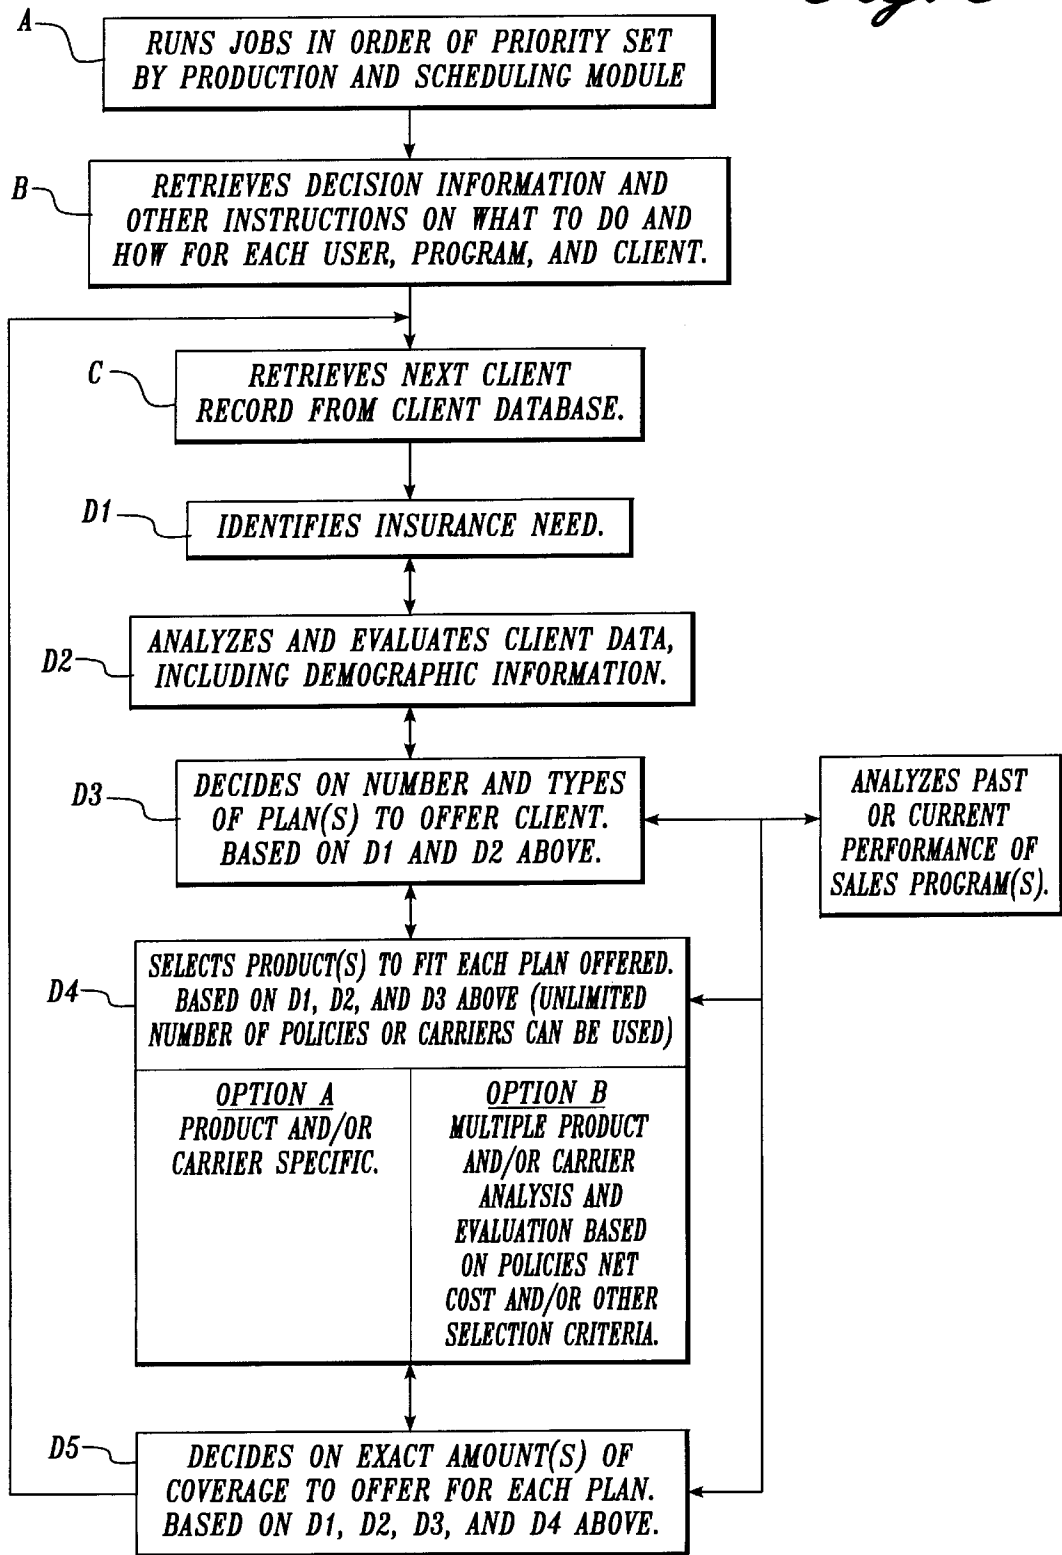 A
RUNS JOBS IN ORDER OF PRIORITY SET
BY PRODUCTION AND SCHEDULING MODULE
B
RETRIEVES DECISION INFORMATION AND
OTHER INSTRUCTIONS ON WHAT TO DO AND
HOW FOR EACH USER, PROGRAM, AND CLIENT.
C
RETRIEVES NEXT CLIENT
RECORD FROM CLIENT DATABASE.
D1
IDENTIFIES INSURANCE NEED.
D2
ANALYZES AND EVALUATES CLIENT DATA,
INCLUDING DEMOGRAPHIC INFORMATION.
D3
DECIDES ON NUMBER AND TYPES
OF PLAN(S) TO OFFER CLIENT.
BASED ON D1 AND D2 ABOVE.
ANALYZES PAST
OR CURRENT
PERFORMANCE OF
SALES PROGRAM(S).
D4
SELECTS PRODUCT(S) TO FIT EACH PLAN OFFERED.
BASED ON D1, D2, AND D3 ABOVE (UNLIMITED
NUMBER OF POLICIES OR CARRIERS CAN BE USED)
OPTION A
PRODUCT AND/OR
CARRIER SPECIFIC.
OPTION B
MULTIPLE PRODUCT
AND/OR CARRIER
ANALYSIS AND
EVALUATION BASED
ON POLICIES NET
COST AND/OR OTHER
SELECTION CRITERIA.
D5
DECIDES ON EXACT AMOUNT(S) OF
COVERAGE TO OFFER FOR EACH PLAN.
BASED ON D1, D2, D3, AND D4 ABOVE.